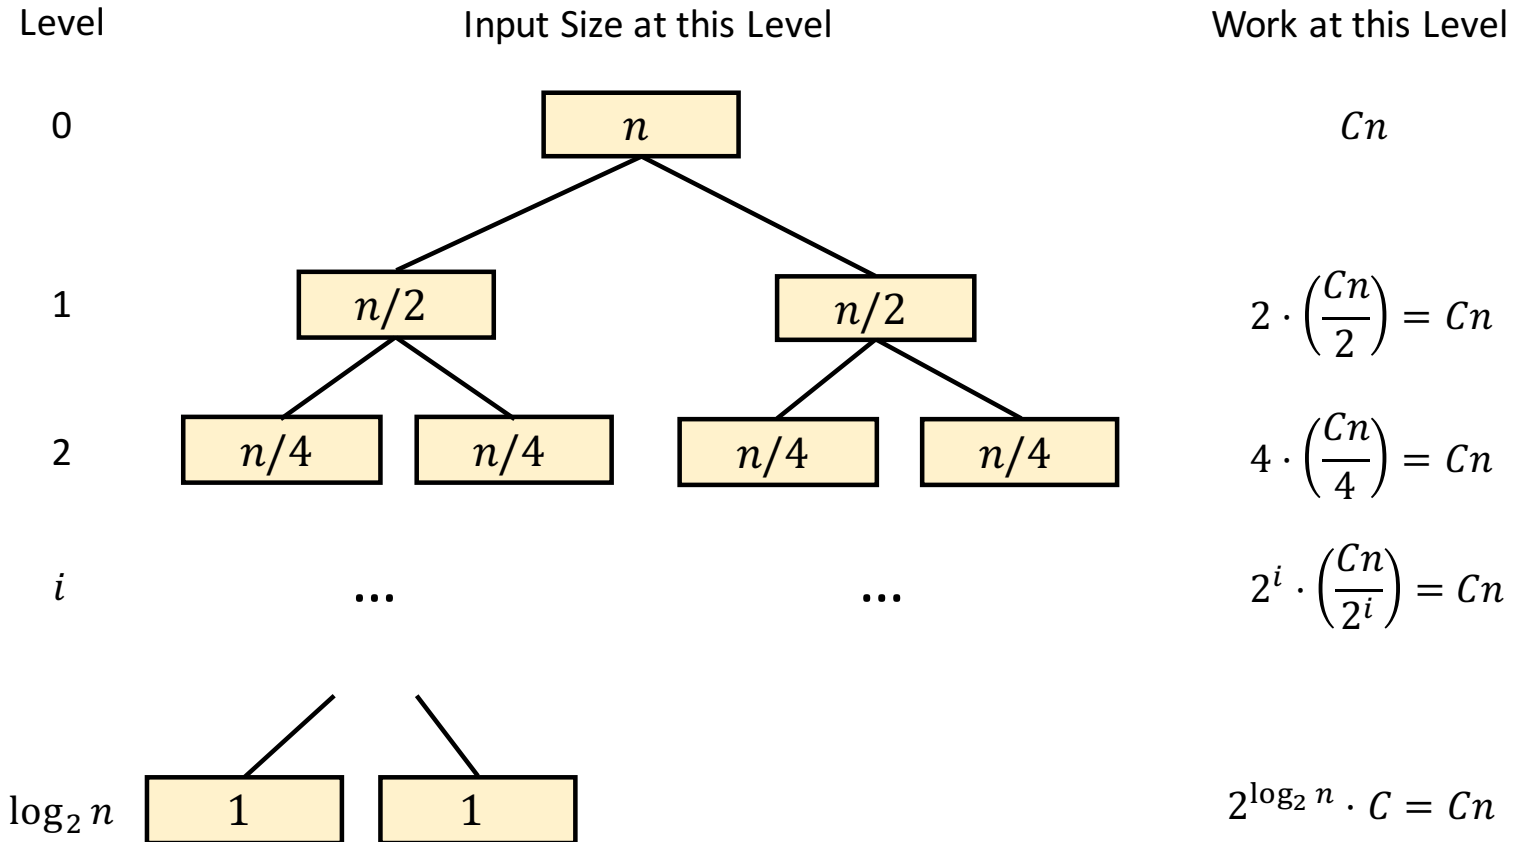 Level Input Size at this Level Work at this Level
0 n Cn
1 n/2 n/2 2 · (Cn/2) = Cn
2 n/4 n/4 n/4 n/4 4 · (Cn/4) = Cn
i ... ... 2^i · (Cn/2^i) = Cn
log₂ n 1 1 2^(log₂ n) · C = Cn